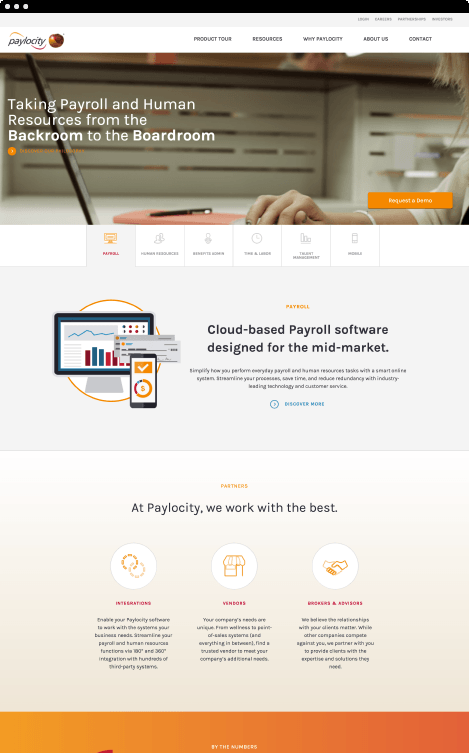 LOGIN CAREERS PARTNERSHIPS INVESTORS
paylocity
PRODUCT TOUR RESOURCES WHY PAYLOCITY ABOUT US CONTACT
Taking Payroll and Human
Resources from the
Backroom to the Boardroom
Request a Demo
PAYROLL
HUMAN RESOURCES
BENEFITS ADMIN
TIME & LABOR
TALENT
MANAGEMENT
MOBILE
PAYROLL
Cloud-based Payroll software
designed for the mid-market.
Simplify how you perform everyday payroll and human resources tasks with a smart online
system. Streamline your processes, save time, and reduce redundancy with industry-
leading technology and customer service.
DISCOVER MORE
$
PARTNERS
At Paylocity, we work with the best.
INTEGRATIONS
Enable your Paylocity software
to work with the systems your
business needs. Streamline your
payroll and human resources
functions via 180° and 360°
integration with hundreds of
third-party systems.
VENDORS
Your company's needs are
unique. From wellness to point-
of-sales systems (and
everything in between), find a
trusted vendor to meet your
company's additional needs.
BROKERS & ADVISORS
We believe the relationships
with your clients matter. While
other companies compete
against you, we partner with you
to provide clients with the
expertise and solutions they
need.
BY THE NUMBERS